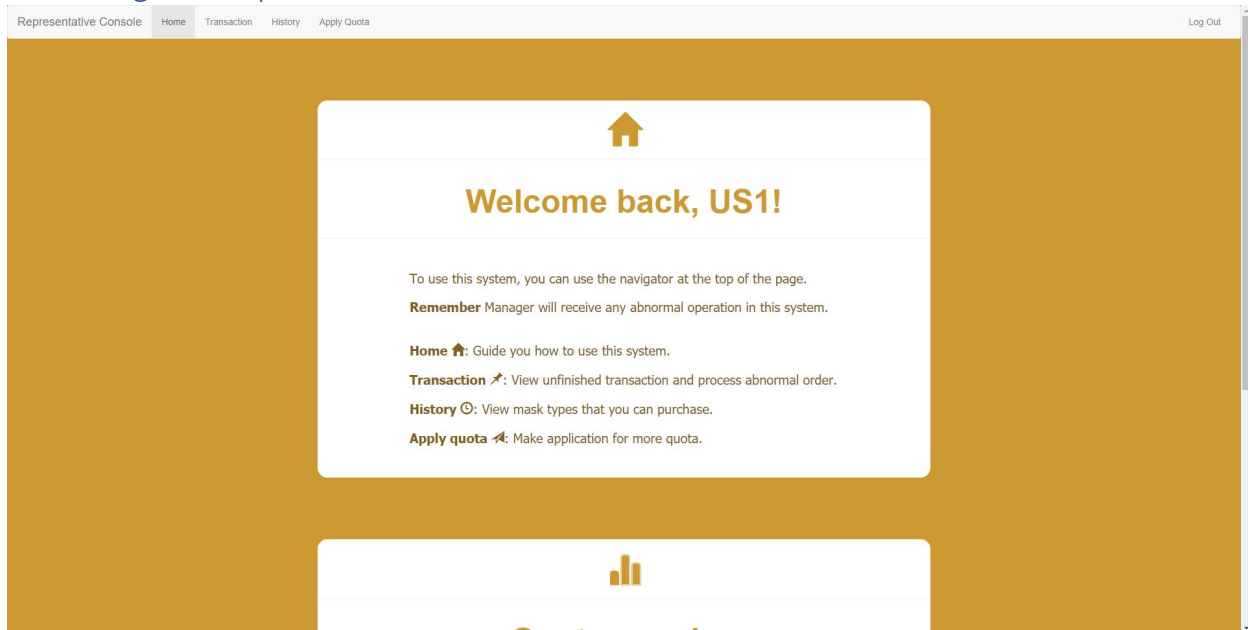 Representative Console Home Transaction History Apply Quota Log Out
Welcome back, US1!
To use this system, you can use the navigator at the top of the page.
Remember Manager will receive any abnormal operation in this system.
Home : Guide you how to use this system.
Transaction : View unfinished transaction and process abnormal order.
History : View mask types that you can purchase.
Apply quota : Make application for more quota.